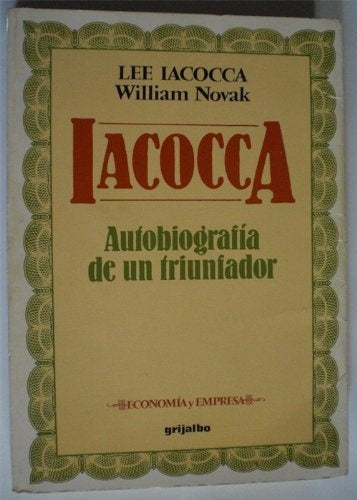 LEE IACOCCA
William Novak
IACOCCA
Autobiografía
de un triunfador
ECONOMÍA y EMPRESA
grijalbo